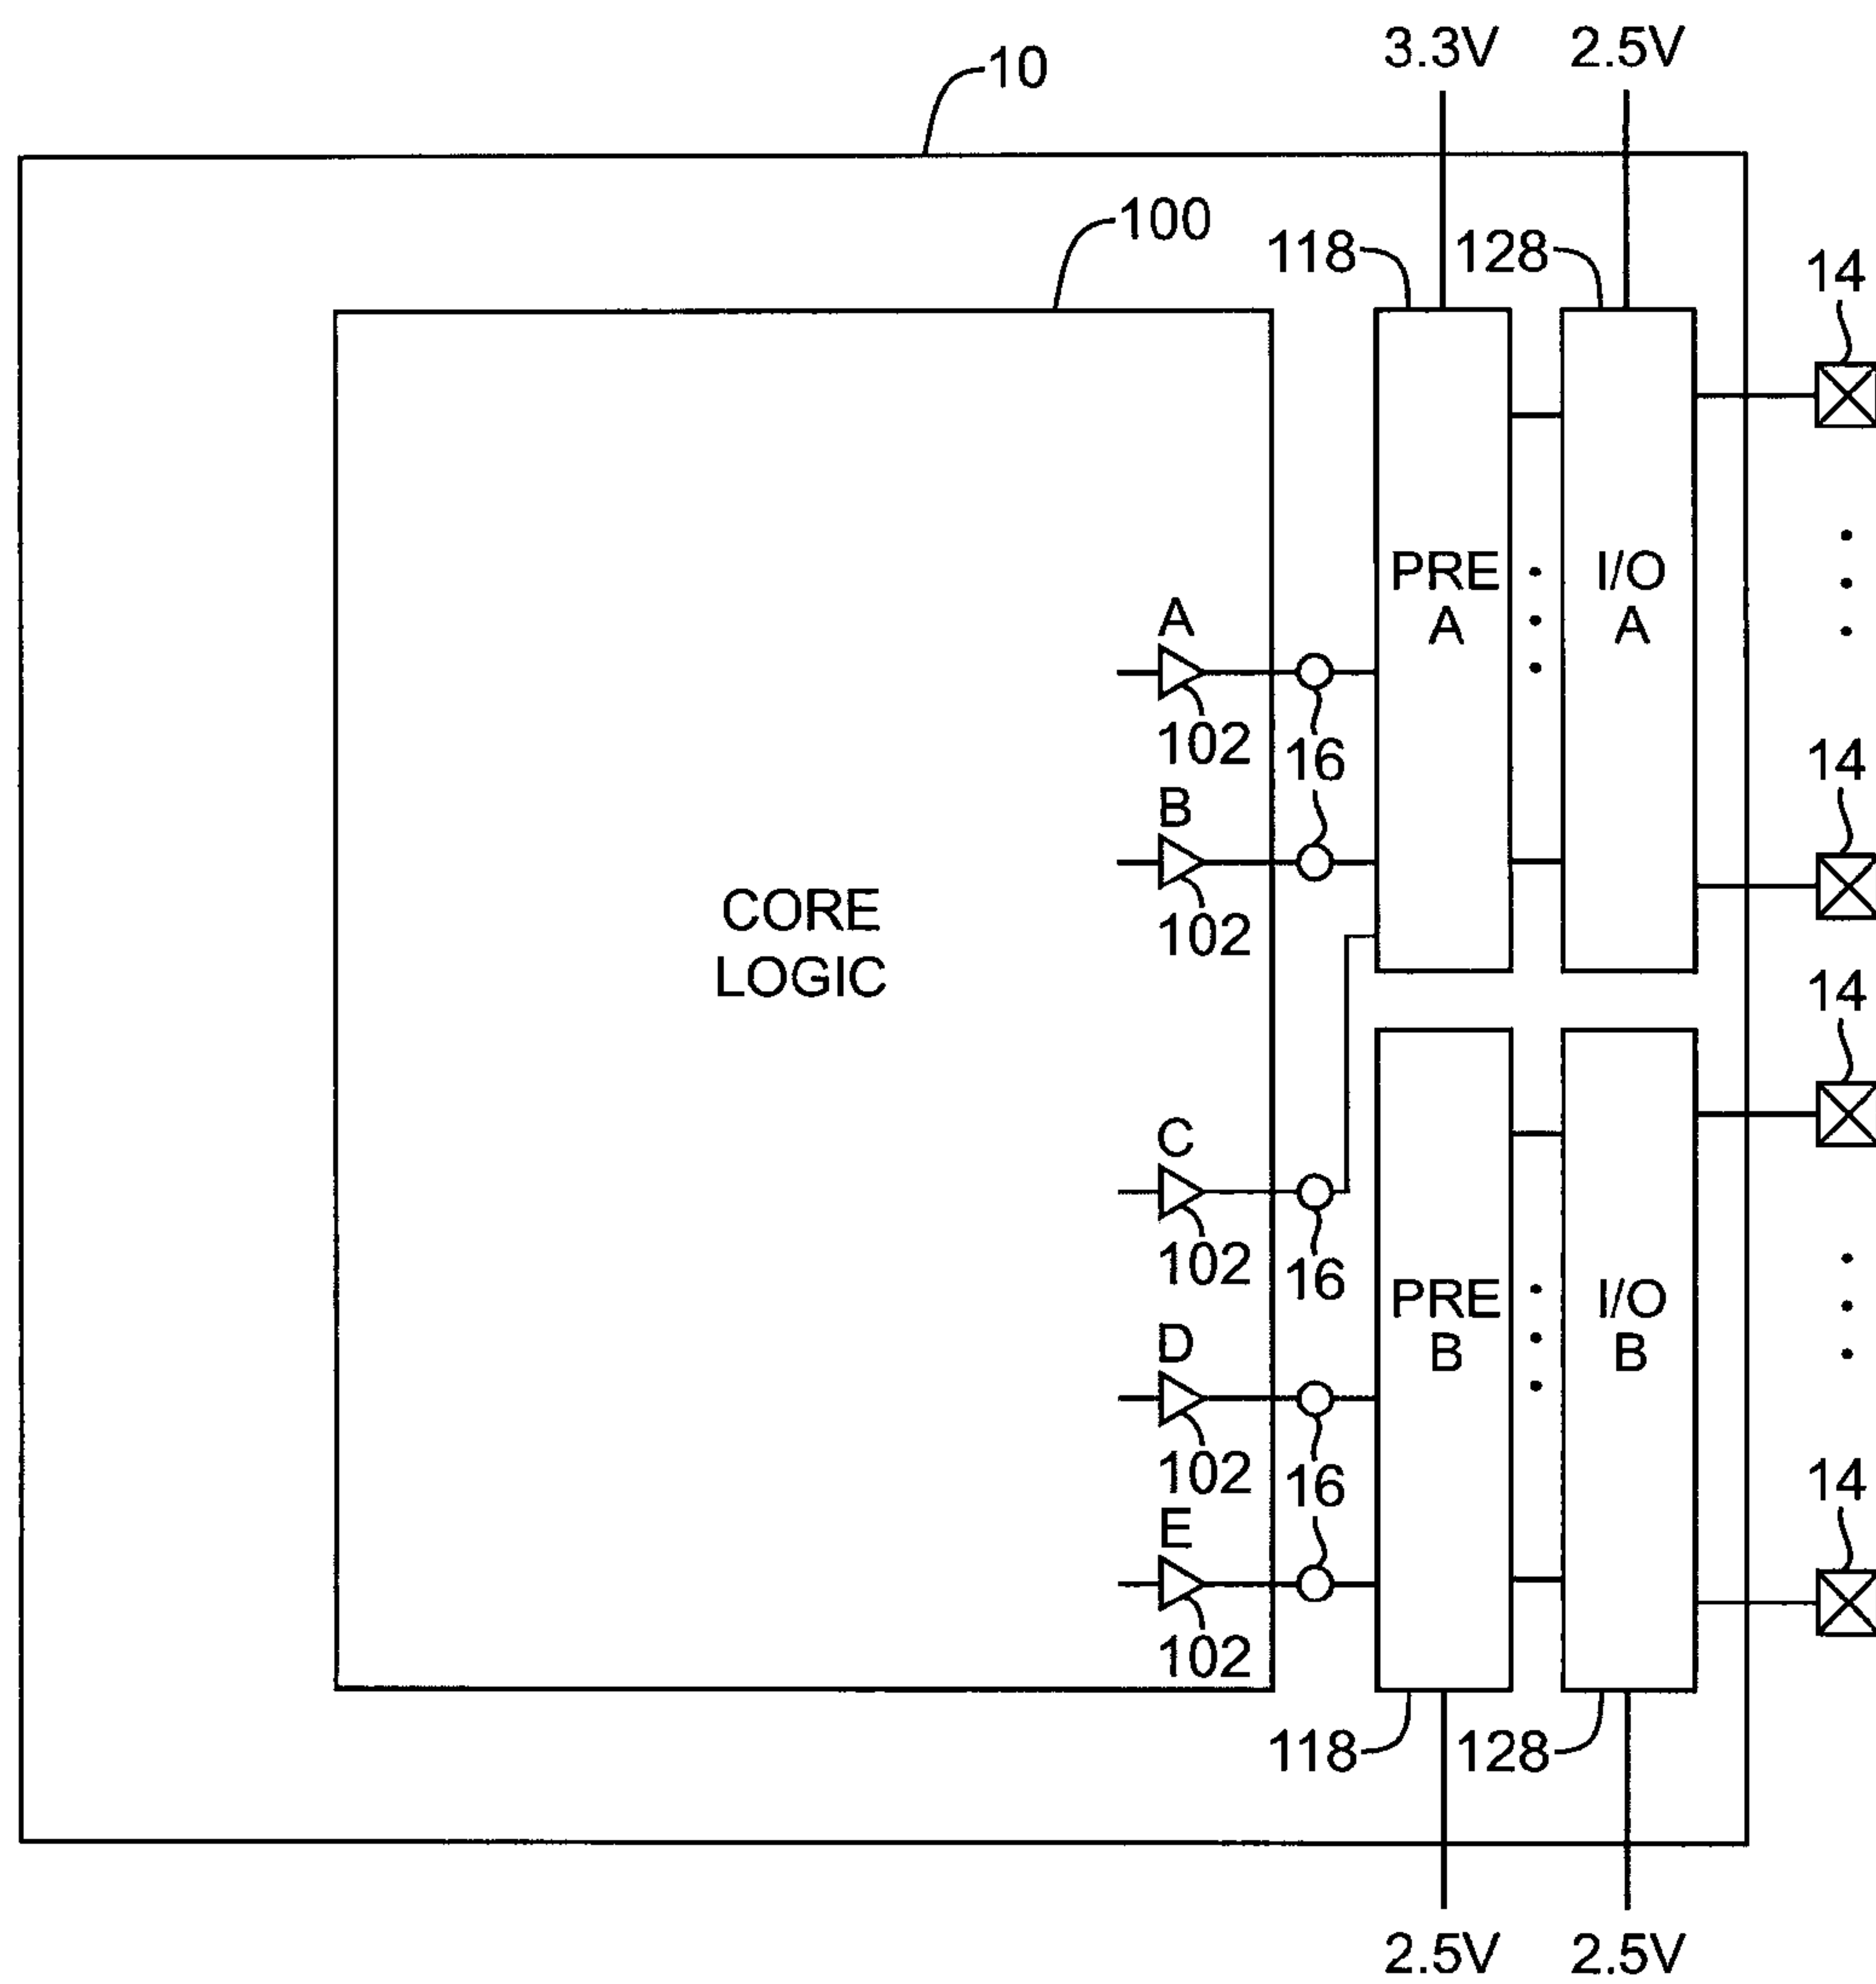 3.3V 2.5V
10
100
118 128
14
PRE
A
I/O
A
A
102
16
14
B
102
CORE
LOGIC
14
C
102
16
PRE
B
I/O
B
D
102
16
14
E
102
118 128
2.5V 2.5V